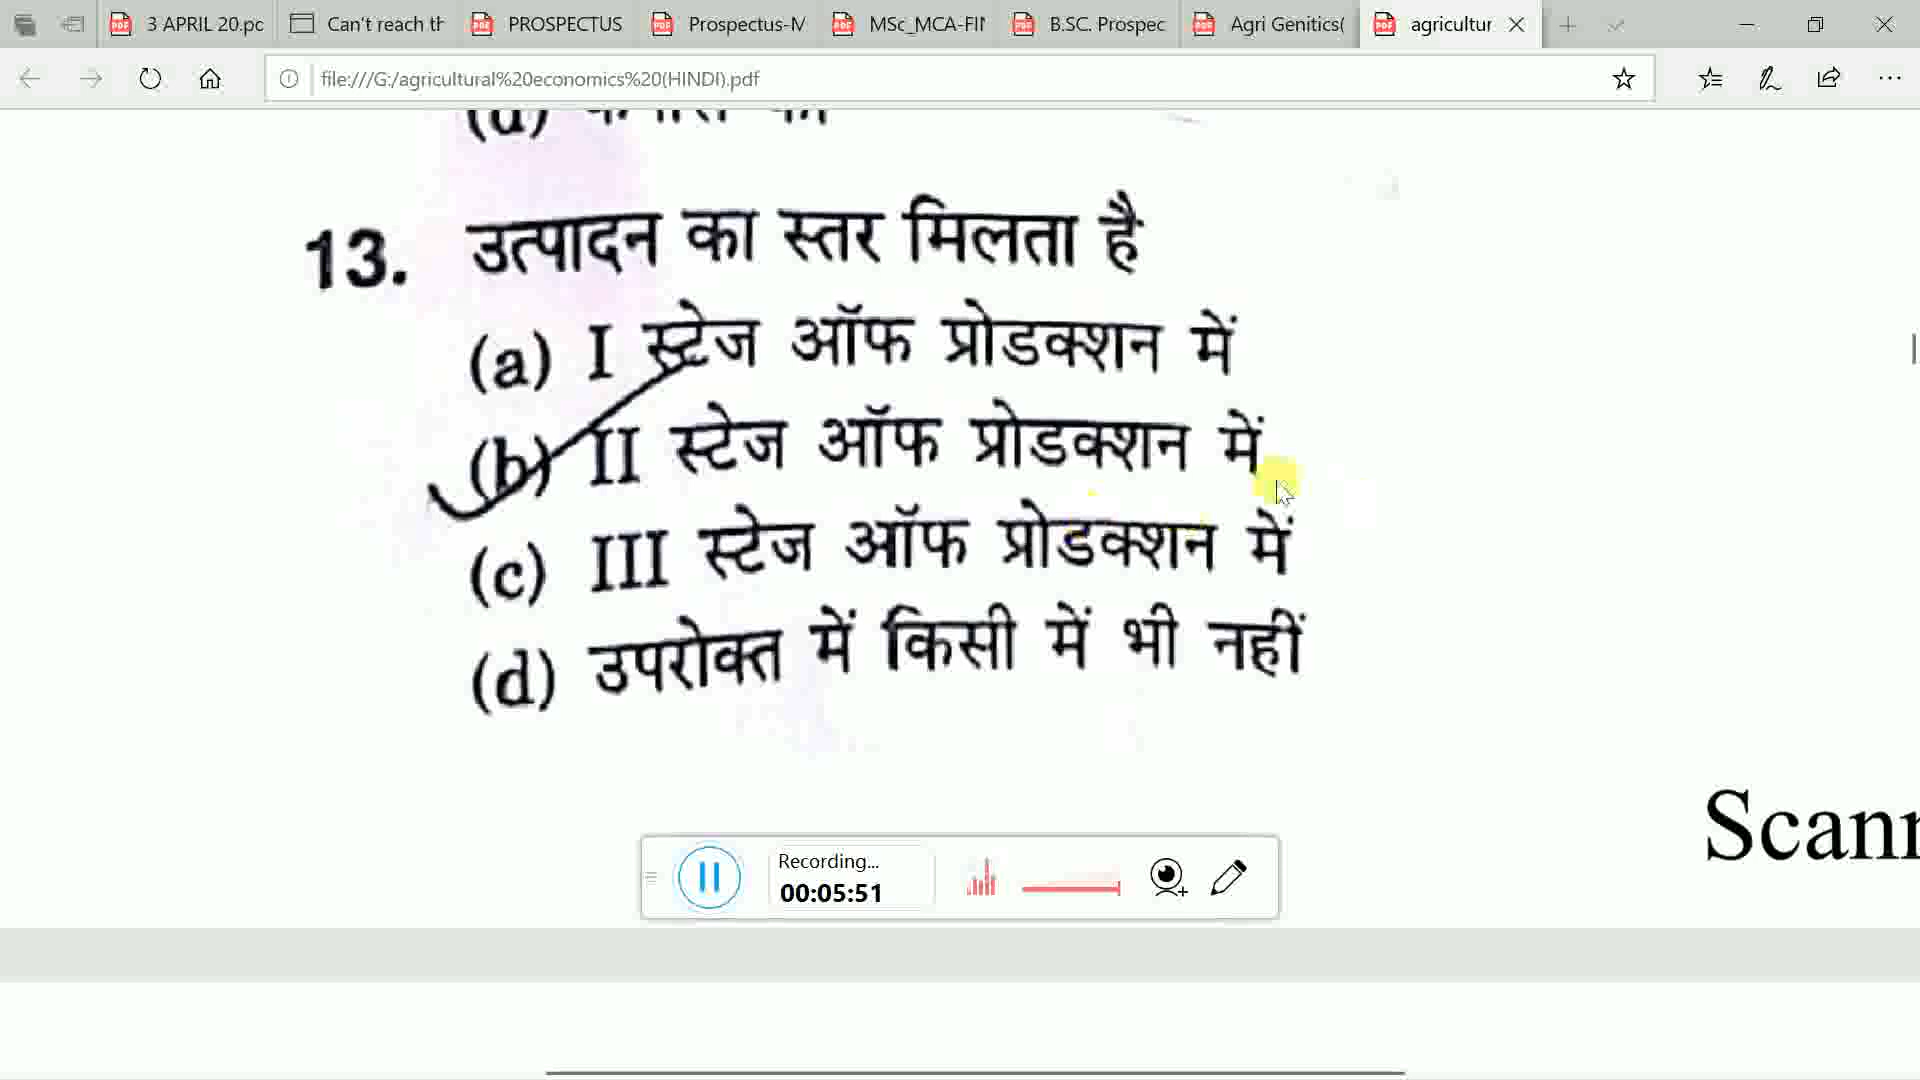 3 APRIL 20.pc
Can't reach th
PROSPECTUS
Prospectus-M
MSc_MCA-FIN
B.SC. Prospec
Agri Genitics(
agricultur
file:///G:/agricultural%20economics%20(HINDI).pdf
13. उत्पादन का स्तर मिलता है
(a) I स्टेज ऑफ प्रोडक्शन में
(b) II स्टेज ऑफ प्रोडक्शन में
(c) III स्टेज ऑफ प्रोडक्शन में
(d) उपरोक्त में किसी में भी नहीं
Scann
Recording...
00:05:51